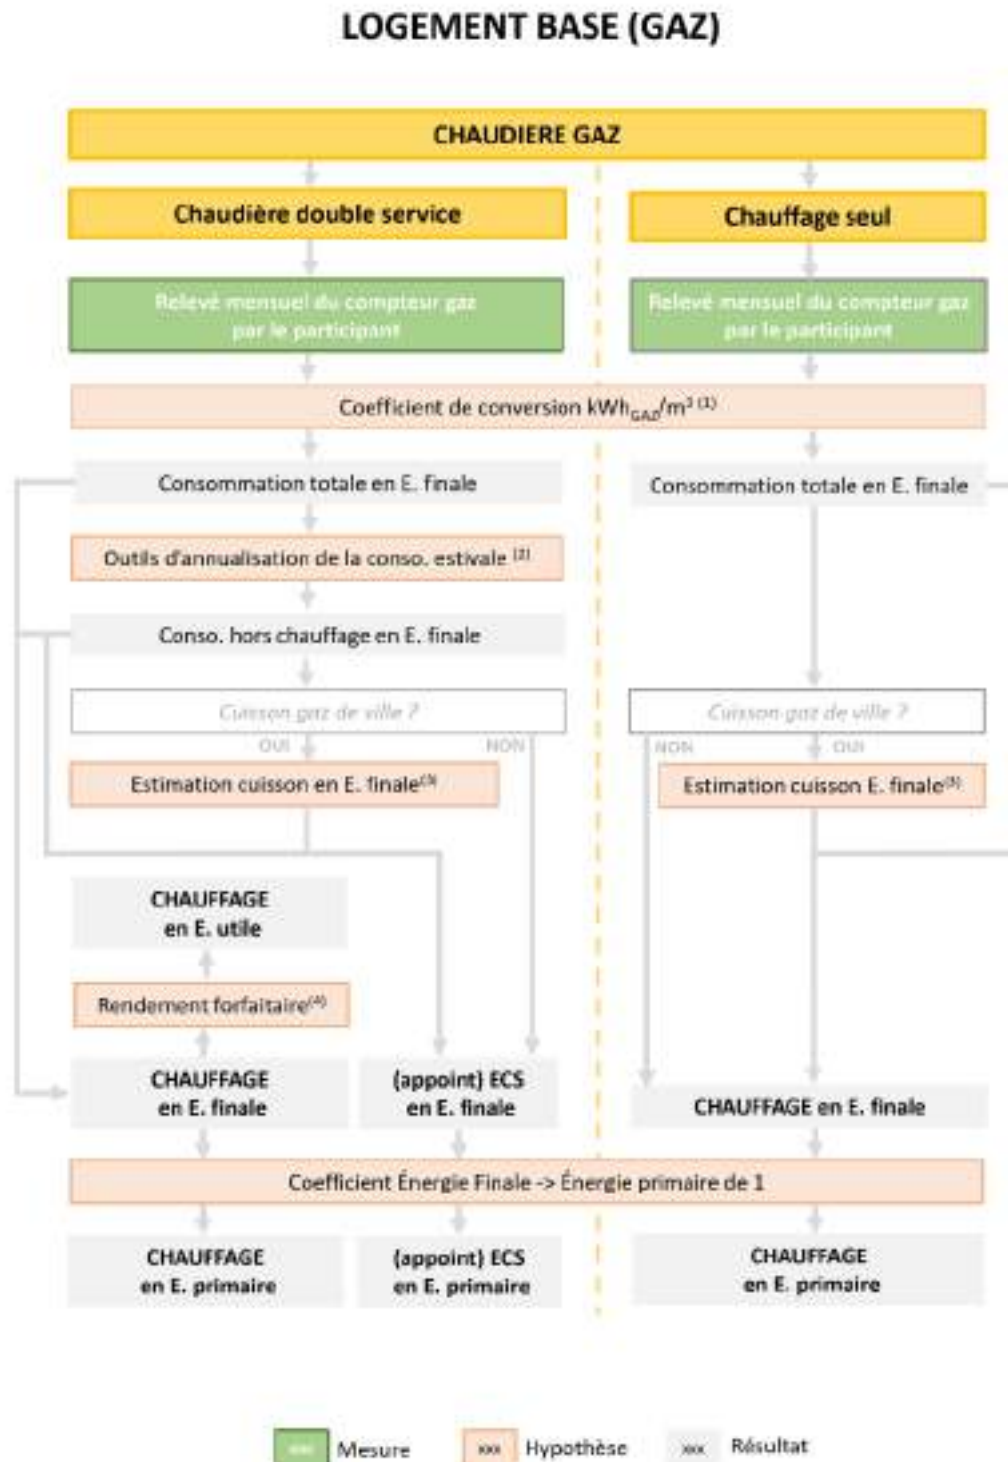 LOGEMENT BASE (GAZ)
CHAUDIERE GAZ
Chaudière double service
Chauffage seul
Relevé mensuel du compteur gaz
par le participant
Relevé mensuel du compteur gaz
par le participant
Coefficient de conversion kWhGAZ/m³ (1)
Consommation totale en E. finale
Consommation totale en E. finale
Outils d'annualisation de la conso. estivale (2)
Conso. hors chauffage en E. finale
Cuisson gaz de ville ?
Cuisson gaz de ville ?
OUI
NON
NON
OUI
Estimation cuisson en E. finale(3)
Estimation cuisson E. finale(3)
CHAUFFAGE
en E. utile
Rendement forfaitaire(4)
CHAUFFAGE
en E. finale
(appoint) ECS
en E. finale
CHAUFFAGE en E. finale
Coefficient Énergie Finale -> Énergie primaire de 1
CHAUFFAGE
en E. primaire
(appoint) ECS
en E. primaire
CHAUFFAGE
en E. primaire
xxx Mesure
xxx Hypothèse
xxx Résultat